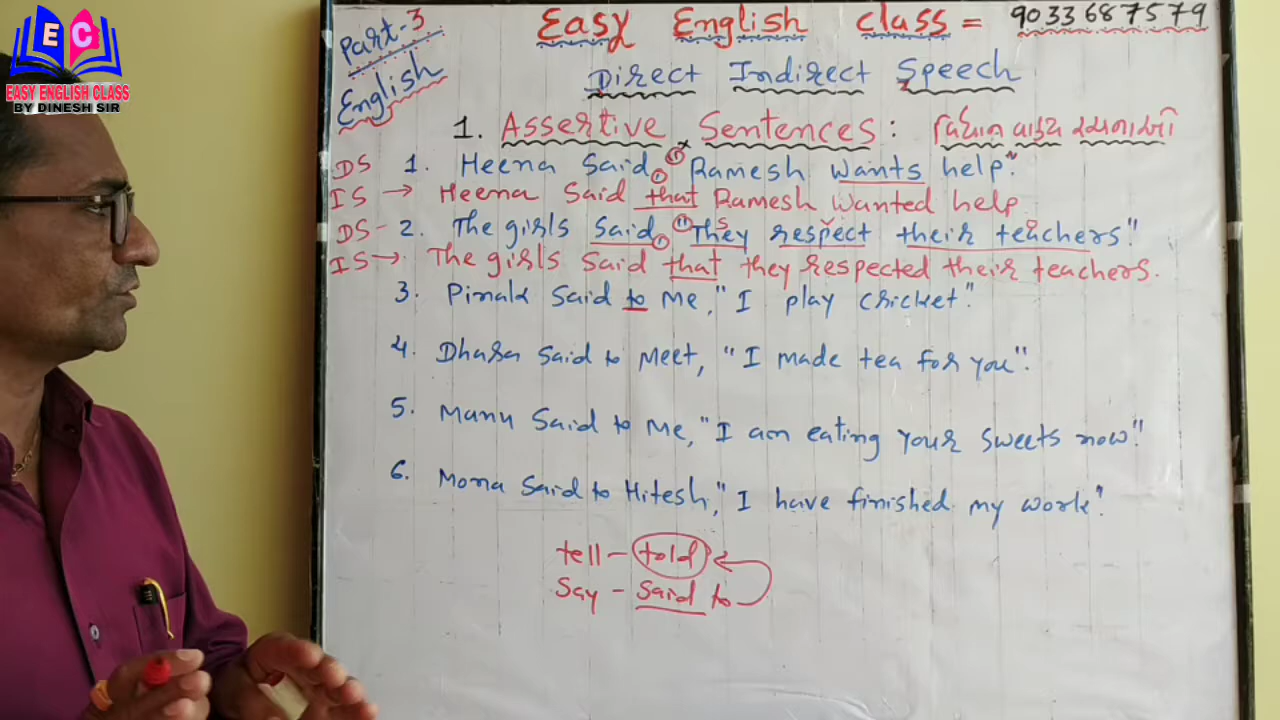 EC
EASY ENGLISH CLASS
BY DINESH SIR
Part-3
English
Easy English Class = 9033687579
Direct Indirect Speech
1. Assertive Sentences : વિધાન વાક્ય રચનાઓ
DS 1. Heena Said, "Ramesh wants help."
IS → Heena Said that Ramesh wanted help.
DS - 2. The girls Said, "They respect their teachers."
IS → The girls Said that they respected their teachers.
3. Pinak Said to Me, "I play cricket."
4. Dhara Said to Meet, "I made tea for you".
5. Manu Said to Me, "I am eating your sweets now."
6. Mona Said to Hitesh, "I have finished my work."
tell - told
Say - Said to